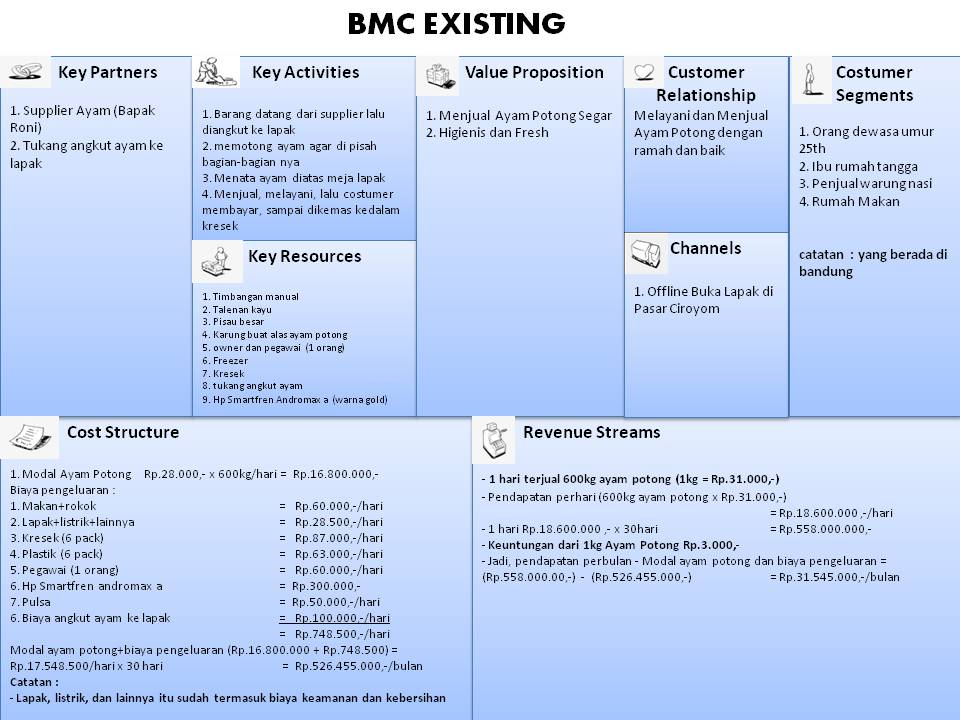 BMC EXISTING
Key Partners
1. Supplier Ayam (Bapak
Roni)
2. Tukang angkut ayam ke
lapak
Key Activities
1. Barang datang dari supplier lalu
diangkut ke lapak
2. memotong ayam agar di pisah
bagian-bagian nya
3. Menata ayam diatas meja lapak
4. Menjual, melayani, lalu costumer
membayar, sampai dikemas kedalam
kresek
Key Resources
1. Timbangan manual
2. Talenan kayu
3. Pisau besar
4. Karung buat alas ayam potong
5. owner dan pegawai (1 orang)
6. Freezer
7. Kresek
8. tukang angkut ayam
9. Hp Smartfren Andromax a (warna gold)
Value Proposition
1. Menjual Ayam Potong Segar
2. Higienis dan Fresh
Customer
Relationship
Melayani dan Menjual
Ayam Potong dengan
ramah dan baik
Channels
1. Offline Buka Lapak di
Pasar Ciroyom
Costumer
Segments
1. Orang dewasa umur
25th
2. Ibu rumah tangga
3. Penjual warung nasi
4. Rumah Makan
catatan : yang berada di
bandung
Cost Structure
1. Modal Ayam Potong Rp.28.000,- x 600kg/hari = Rp.16.800.000,-
Biaya pengeluaran :
1. Makan+rokok = Rp.60.000,-/hari
2. Lapak+listrik+lainnya = Rp.28.500,-/hari
3. Kresek (6 pack) = Rp.87.000,-/hari
4. Plastik (6 pack) = Rp.63.000,-/hari
5. Pegawai (1 orang) = Rp.60.000,-/hari
6. Hp Smartfren andromax a = Rp.300.000,-
7. Pulsa = Rp.50.000,-/hari
6. Biaya angkut ayam ke lapak = Rp.100.000,-/hari
= Rp.748.500,-/hari
Modal ayam potong+biaya pengeluaran (Rp.16.800.000 + Rp.748.500) =
Rp.17.548.500/hari x 30 hari = Rp.526.455.000,-/bulan
Catatan :
- Lapak, listrik, dan lainnya itu sudah termasuk biaya keamanan dan kebersihan
Revenue Streams
- 1 hari terjual 600kg ayam potong (1kg = Rp.31.000,-)
- Pendapatan perhari (600kg ayam potong x Rp.31.000,-)
= Rp.18.600.000 ,-/hari
- 1 hari Rp.18.600.000 ,- x 30hari = Rp.558.000.000,-
- Keuntungan dari 1kg Ayam Potong Rp.3.000,-
- Jadi, pendapatan perbulan - Modal ayam potong dan biaya pengeluaran =
(Rp.558.000.00,-) - (Rp.526.455.000,-) = Rp.31.545.000,-/bulan